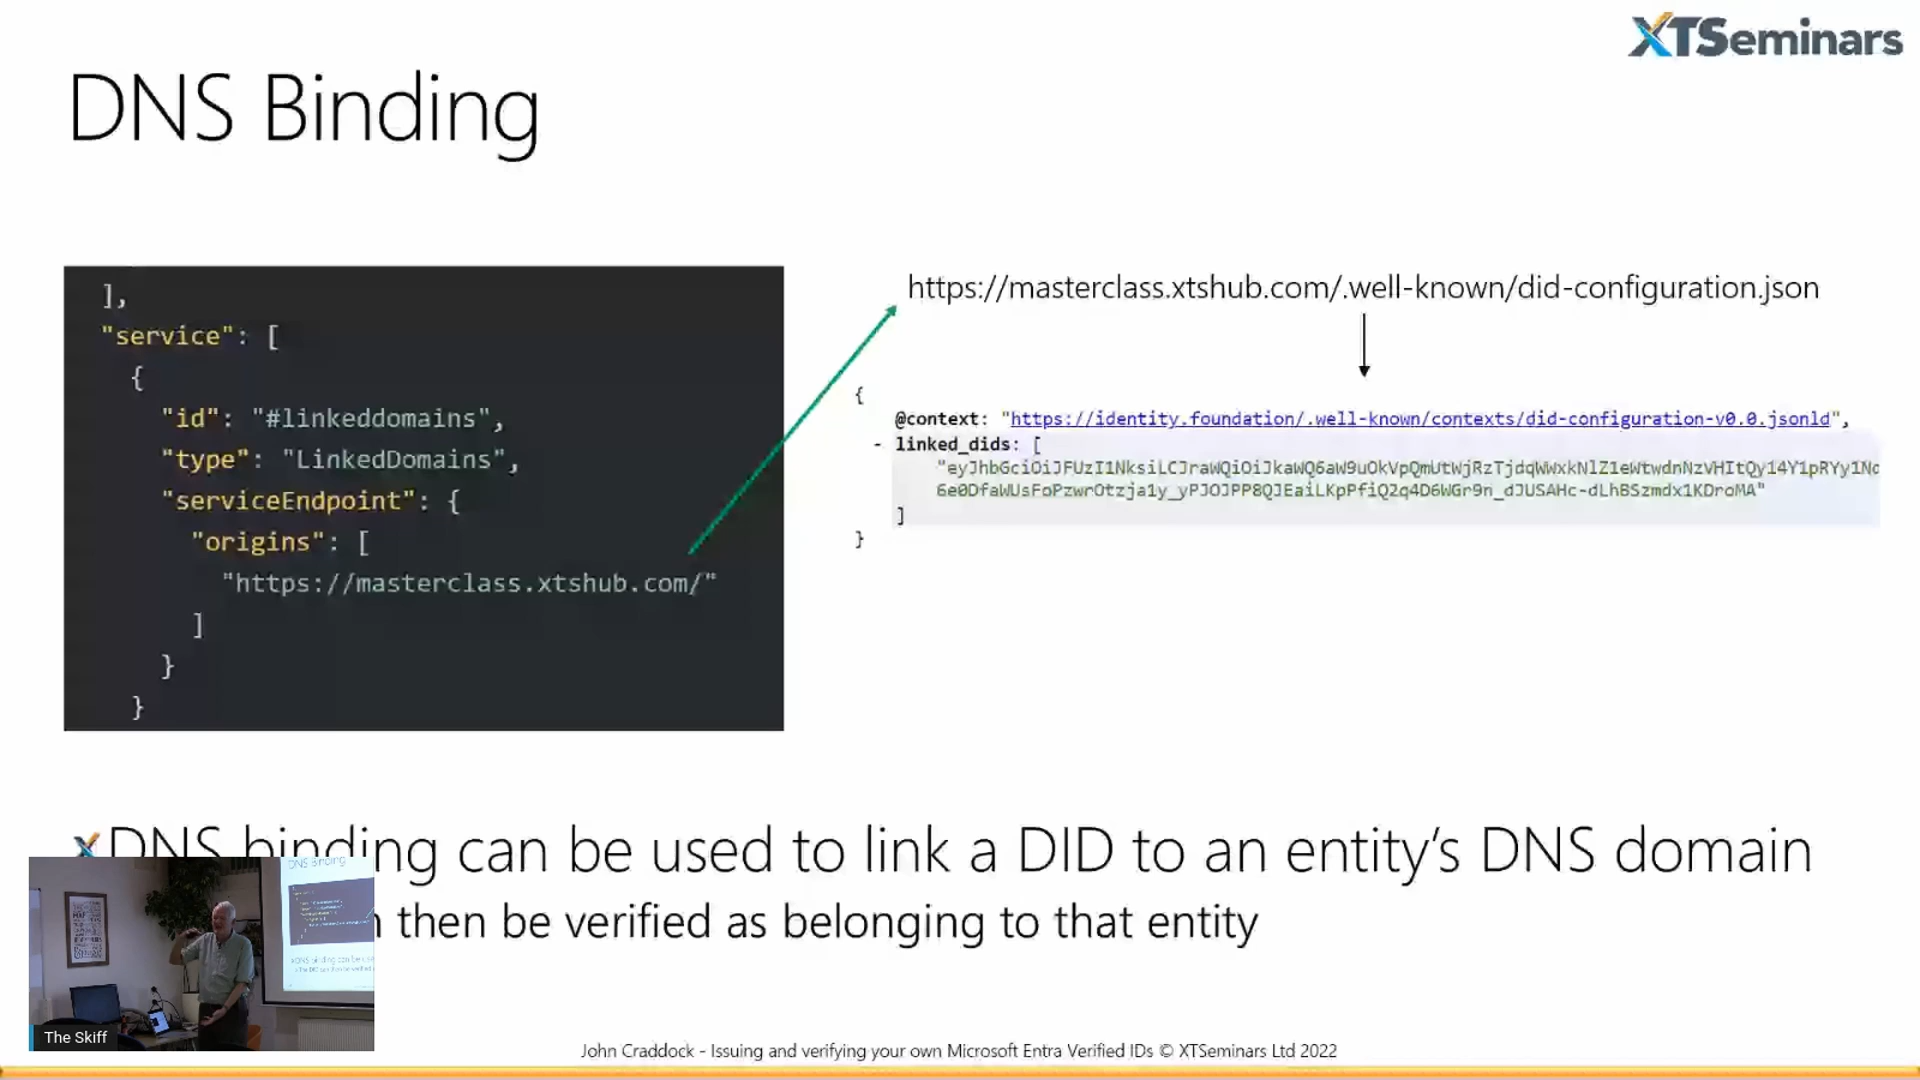 XTSeminars
DNS Binding
],
"service": [
{
"id": "#linkeddomains",
"type": "LinkedDomains",
"serviceEndpoint": {
"origins": [
"https://masterclass.xtshub.com/"
]
}
}
https://masterclass.xtshub.com/.well-known/did-configuration.json
{
@context: "https://identity.foundation/.well-known/contexts/did-configuration-v0.0.jsonld",
- linked_dids: [
]
}
DNS binding can be used to link a DID to an entity's DNS domain
then be verified as belonging to that entity
DNS Binding
The Skiff
John Craddock - Issuing and verifying your own Microsoft Entra Verified IDs © XTSeminars Ltd 2022